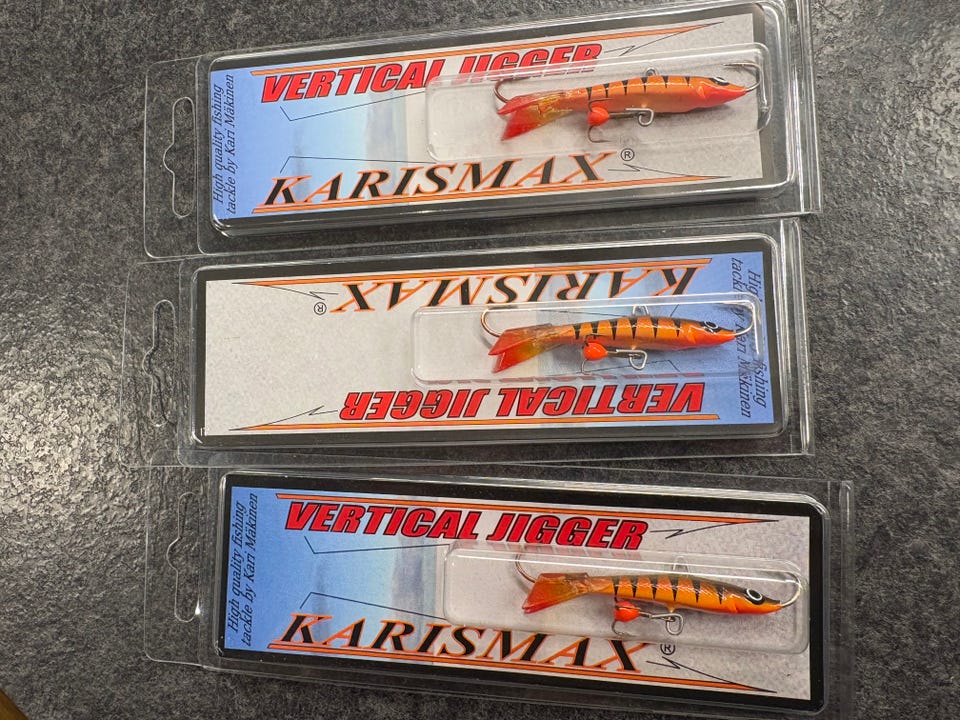 VERTICAL JIGGER
High quality fishing
tackle by Kari Mäkinen
KARISMAX®
KARISMAX®
VERTICAL JIGGER
VERTICAL JIGGER
High quality fishing
tackle by Kari Mäkinen
KARISMAX®